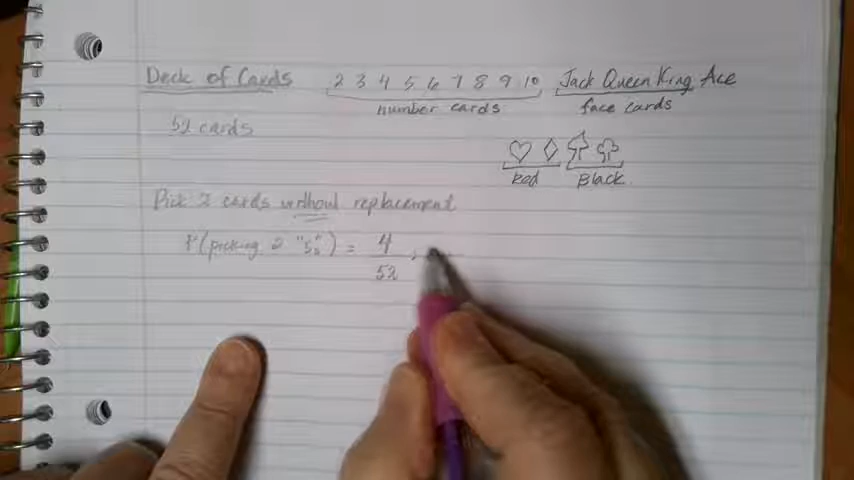 Deck of Cards 2 3 4 5 6 7 8 9 10 Jack Queen King Ace
number cards face cards
52 cards
Red Black
Pick 2 cards without replacement
P(picking 2 "5s") = 4
52